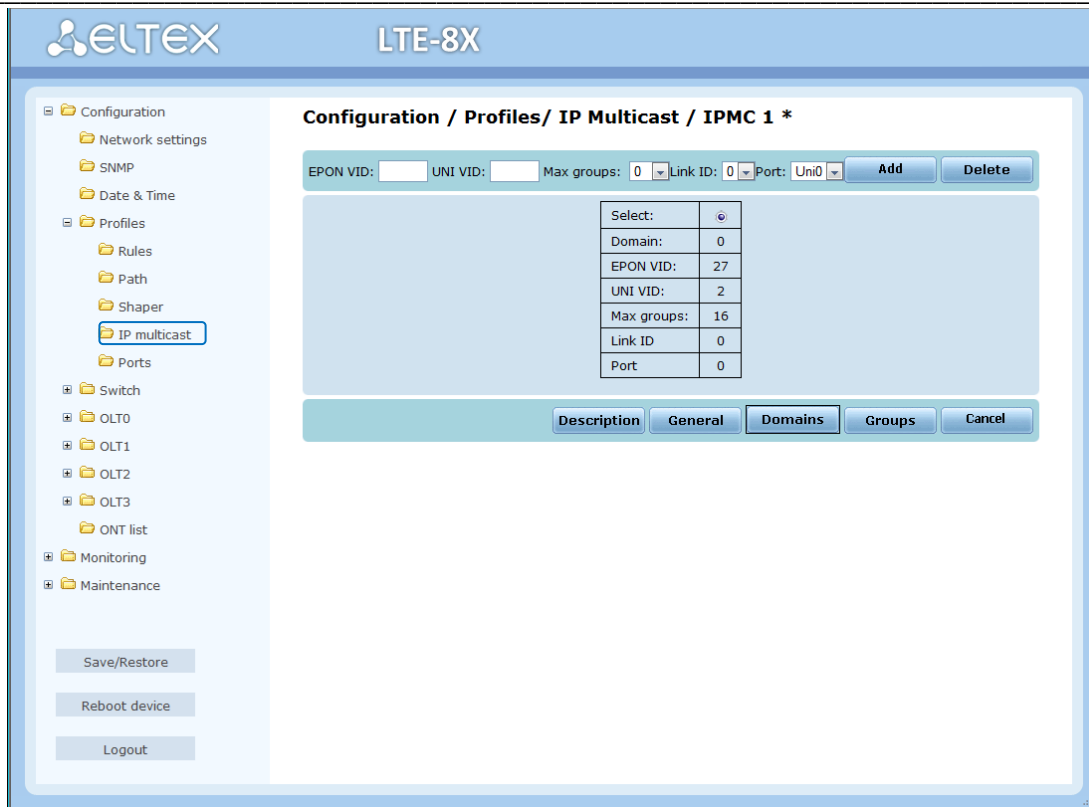 ELTEX
LTE-8X
Configuration
Network settings
SNMP
Date & Time
Profiles
Rules
Path
Shaper
IP multicast
Ports
Switch
OLT0
OLT1
OLT2
OLT3
ONT list
Monitoring
Maintenance
Save/Restore
Reboot device
Logout
Configuration / Profiles/ IP Multicast / IPMC 1 *
EPON VID: UNI VID: Max groups: 0 Link ID: 0 Port: Uni0 Add Delete
Select:
Domain: 0
EPON VID: 27
UNI VID: 2
Max groups: 16
Link ID 0
Port 0
Description General Domains Groups Cancel